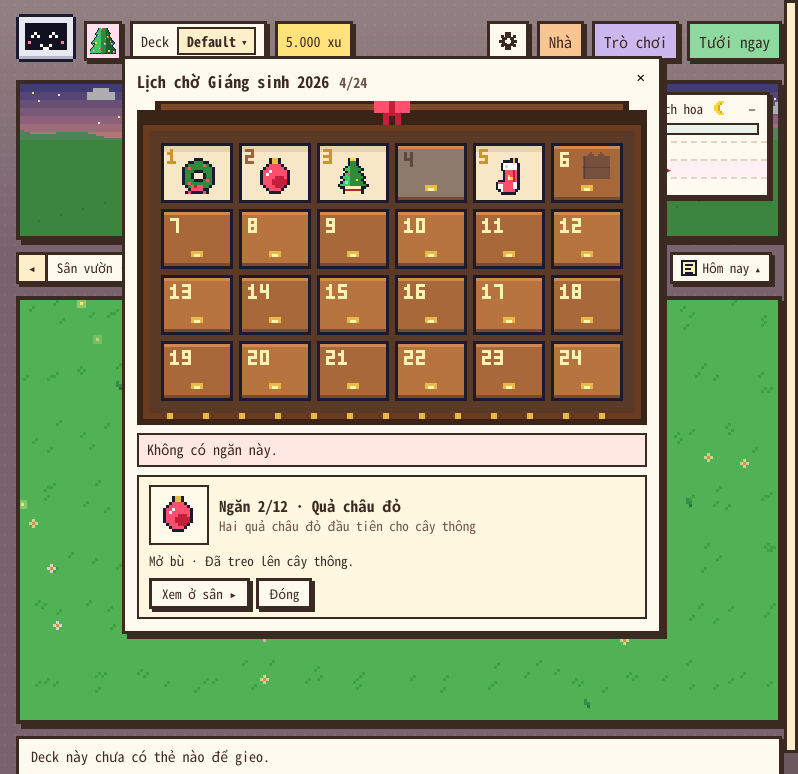 Deck Default ▾ 5.000 xu Nhà Trò chơi Tưới ngay
Lịch chờ Giáng sinh 2026 4/24 ×
ch hoa −
1 2 3 4 5 6
7 8 9 10 11 12
13 14 15 16 17 18
19 20 21 22 23 24
◂ Sân vườn
Hôm nay ▴
Không có ngăn này.
Ngăn 2/12 · Quả châu đỏ
Hai quả châu đỏ đầu tiên cho cây thông
Mở bù · Đã treo lên cây thông.
Xem ở sân ▸ Đóng
Deck này chưa có thẻ nào để gieo.